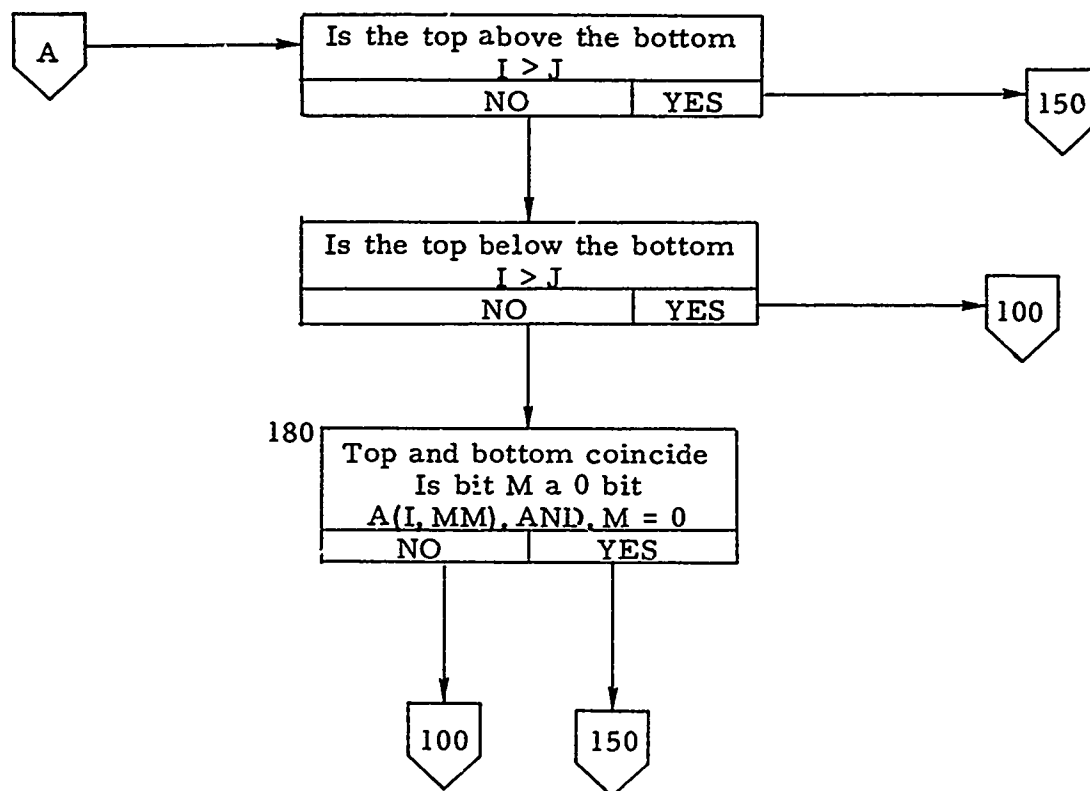 A
Is the top above the bottom
I > J
NO YES
150
Is the top below the bottom
I > J
NO YES
100
180
Top and bottom coincide
Is bit M a 0 bit
A(I, MM). AND. M = 0
NO YES
100 150